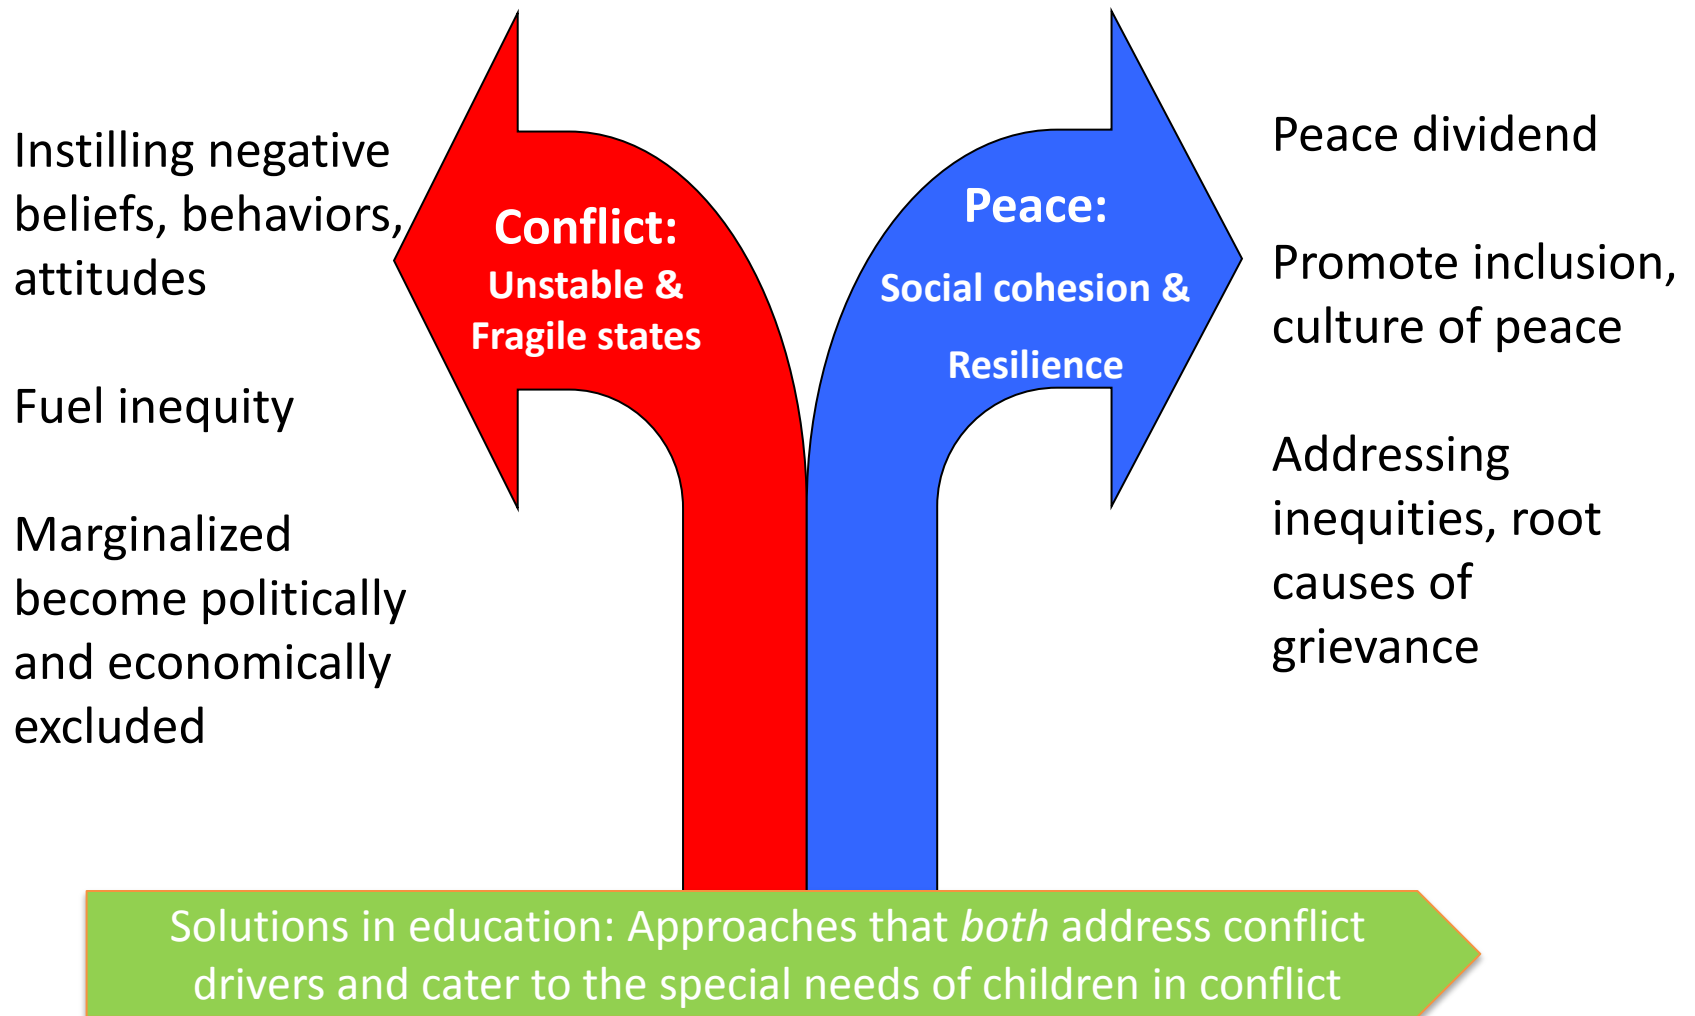 Instilling negative
beliefs, behaviors,
attitudes
Fuel inequity
Marginalized
become politically
and economically
excluded
Conflict:
Unstable &
Fragile states
Peace:
Social cohesion &
Resilience
Peace dividend
Promote inclusion,
culture of peace
Addressing
inequities, root
causes of
grievance
Solutions in education: Approaches that both address conflict
drivers and cater to the special needs of children in conflict